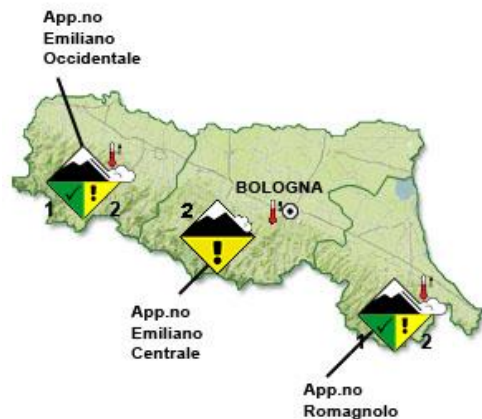 App.no
Emiliano
Occidentale
1
2
2
BOLOGNA
App.no
Emiliano
Centrale
1
2
App.no
Romagnolo